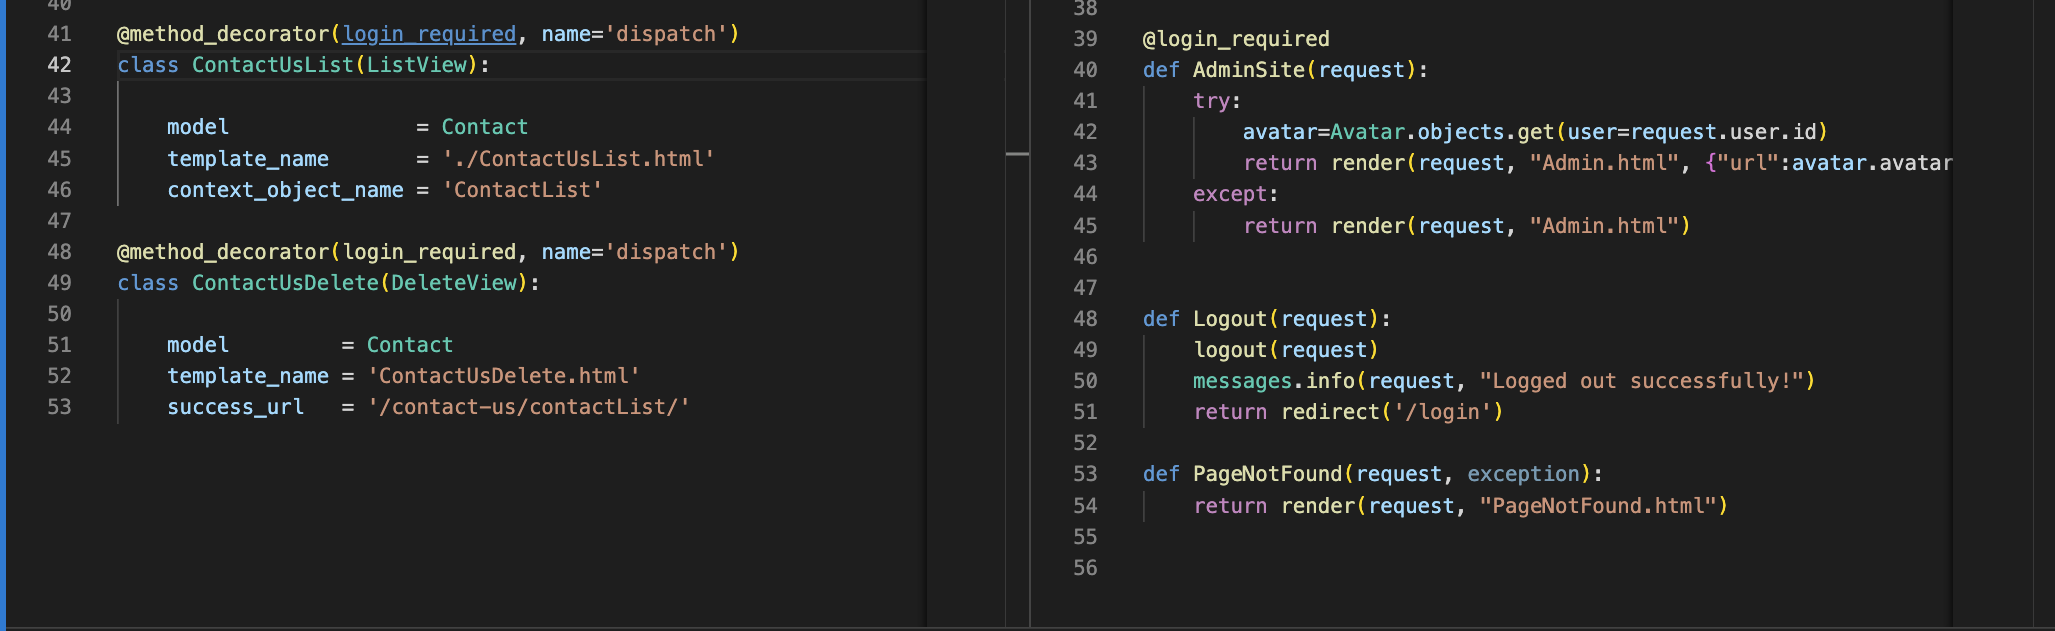 40
41 @method_decorator(login_required, name='dispatch')
42 class ContactUsList(ListView):
43
44     model               = Contact
45     template_name       = './ContactUsList.html'
46     context_object_name = 'ContactList'
47
48 @method_decorator(login_required, name='dispatch')
49 class ContactUsDelete(DeleteView):
50
51     model         = Contact
52     template_name = 'ContactUsDelete.html'
53     success_url   = '/contact-us/contactList/'
38
39 @login_required
40 def AdminSite(request):
41     try:
42         avatar=Avatar.objects.get(user=request.user.id)
43         return render(request, "Admin.html", {"url":avatar.avatar
44     except:
45         return render(request, "Admin.html")
46
47
48 def Logout(request):
49     logout(request)
50     messages.info(request, "Logged out successfully!")
51     return redirect('/login')
52
53 def PageNotFound(request, exception):
54     return render(request, "PageNotFound.html")
55
56